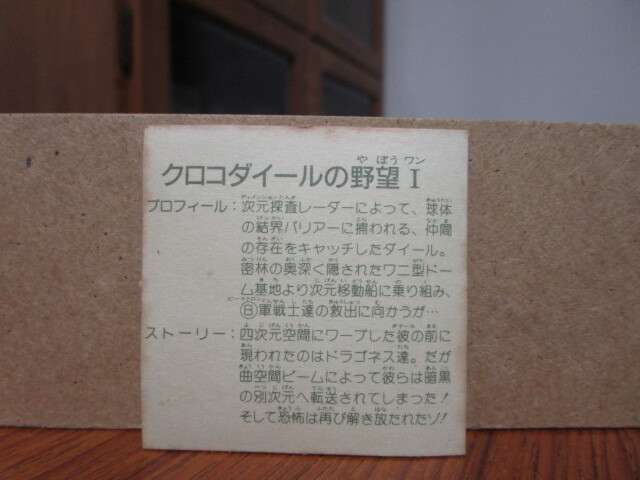 クロコダイールの野望 I
プロフィール：次元探査レーダーによって、球体
の結界バリアーに捕われる、仲間
の存在をキャッチしたダイール。
密林の奥深く隠されたワニ型ドー
ム基地より次元移動船に乗り組み、
Ⓑ軍戦士達の救出に向かうが…
ストーリー：四次元空間にワープした彼の前に
現われたのはドラゴネス達。だが
曲空間ビームによって彼らは暗黒
の別次元へ転送されてしまった！
そして恐怖は再び解き放たれたゾ！